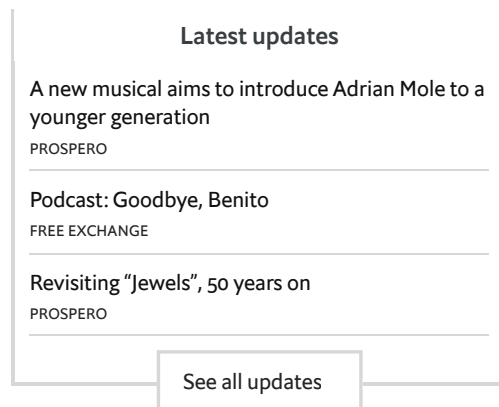 Latest updates
A new musical aims to introduce Adrian Mole to a
younger generation
PROSPERO
Podcast: Goodbye, Benito
FREE EXCHANGE
Revisiting “Jewels”, 50 years on
PROSPERO
See all updates